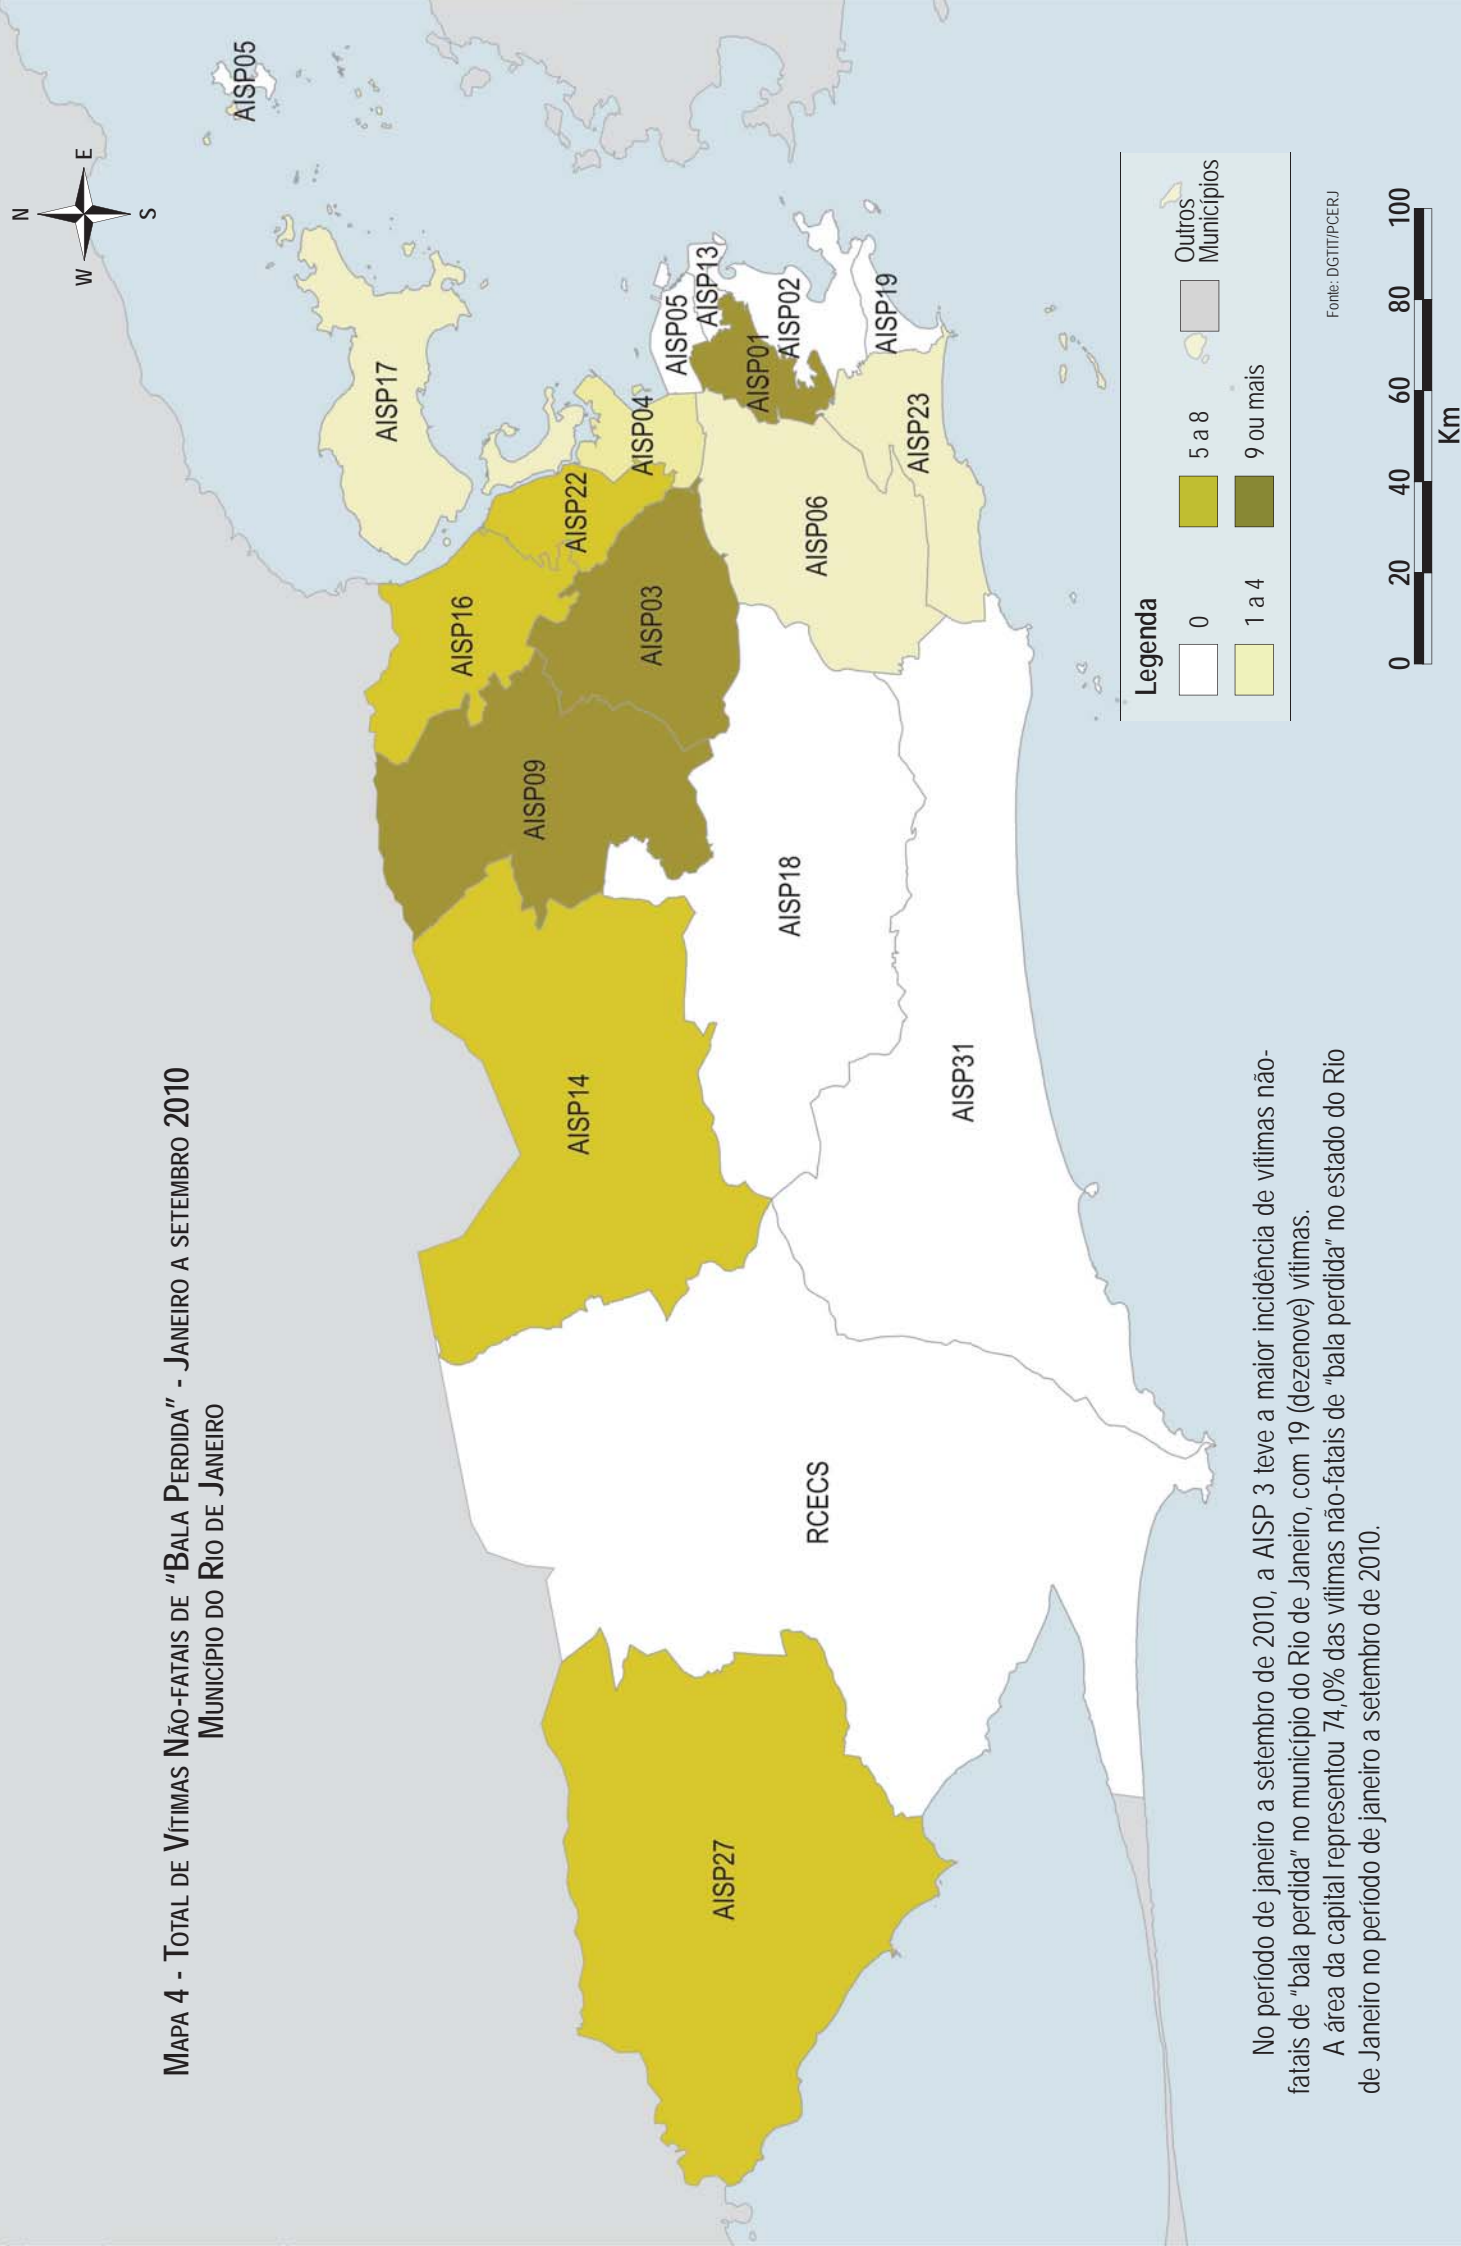 MAPA 4 - TOTAL DE VÍTIMAS NÃO-FATAIS DE “BALA PERDIDA” - JANEIRO A SETEMBRO 2010
MUNICÍPIO DO RIO DE JANEIRO
N
W
E
S
AISP05
AISP17
AISP16
AISP22
AISP04
AISP05
AISP13
AISP01
AISP02
AISP19
AISP23
AISP06
AISP03
AISP09
AISP14
AISP18
AISP31
RCECS
AISP27
Legenda
0
5 a 8
Outros
Municípios
1 a 4
9 ou mais
Fonte: DGTIT/PCERJ
0 20 40 60 80 100
Km
No período de janeiro a setembro de 2010, a AISP 3 teve a maior incidência de vítimas não-
fatais de “bala perdida” no município do Rio de Janeiro, com 19 (dezenove) vítimas.
A área da capital representou 74,0% das vítimas não-fatais de “bala perdida” no estado do Rio
de Janeiro no período de janeiro a setembro de 2010.